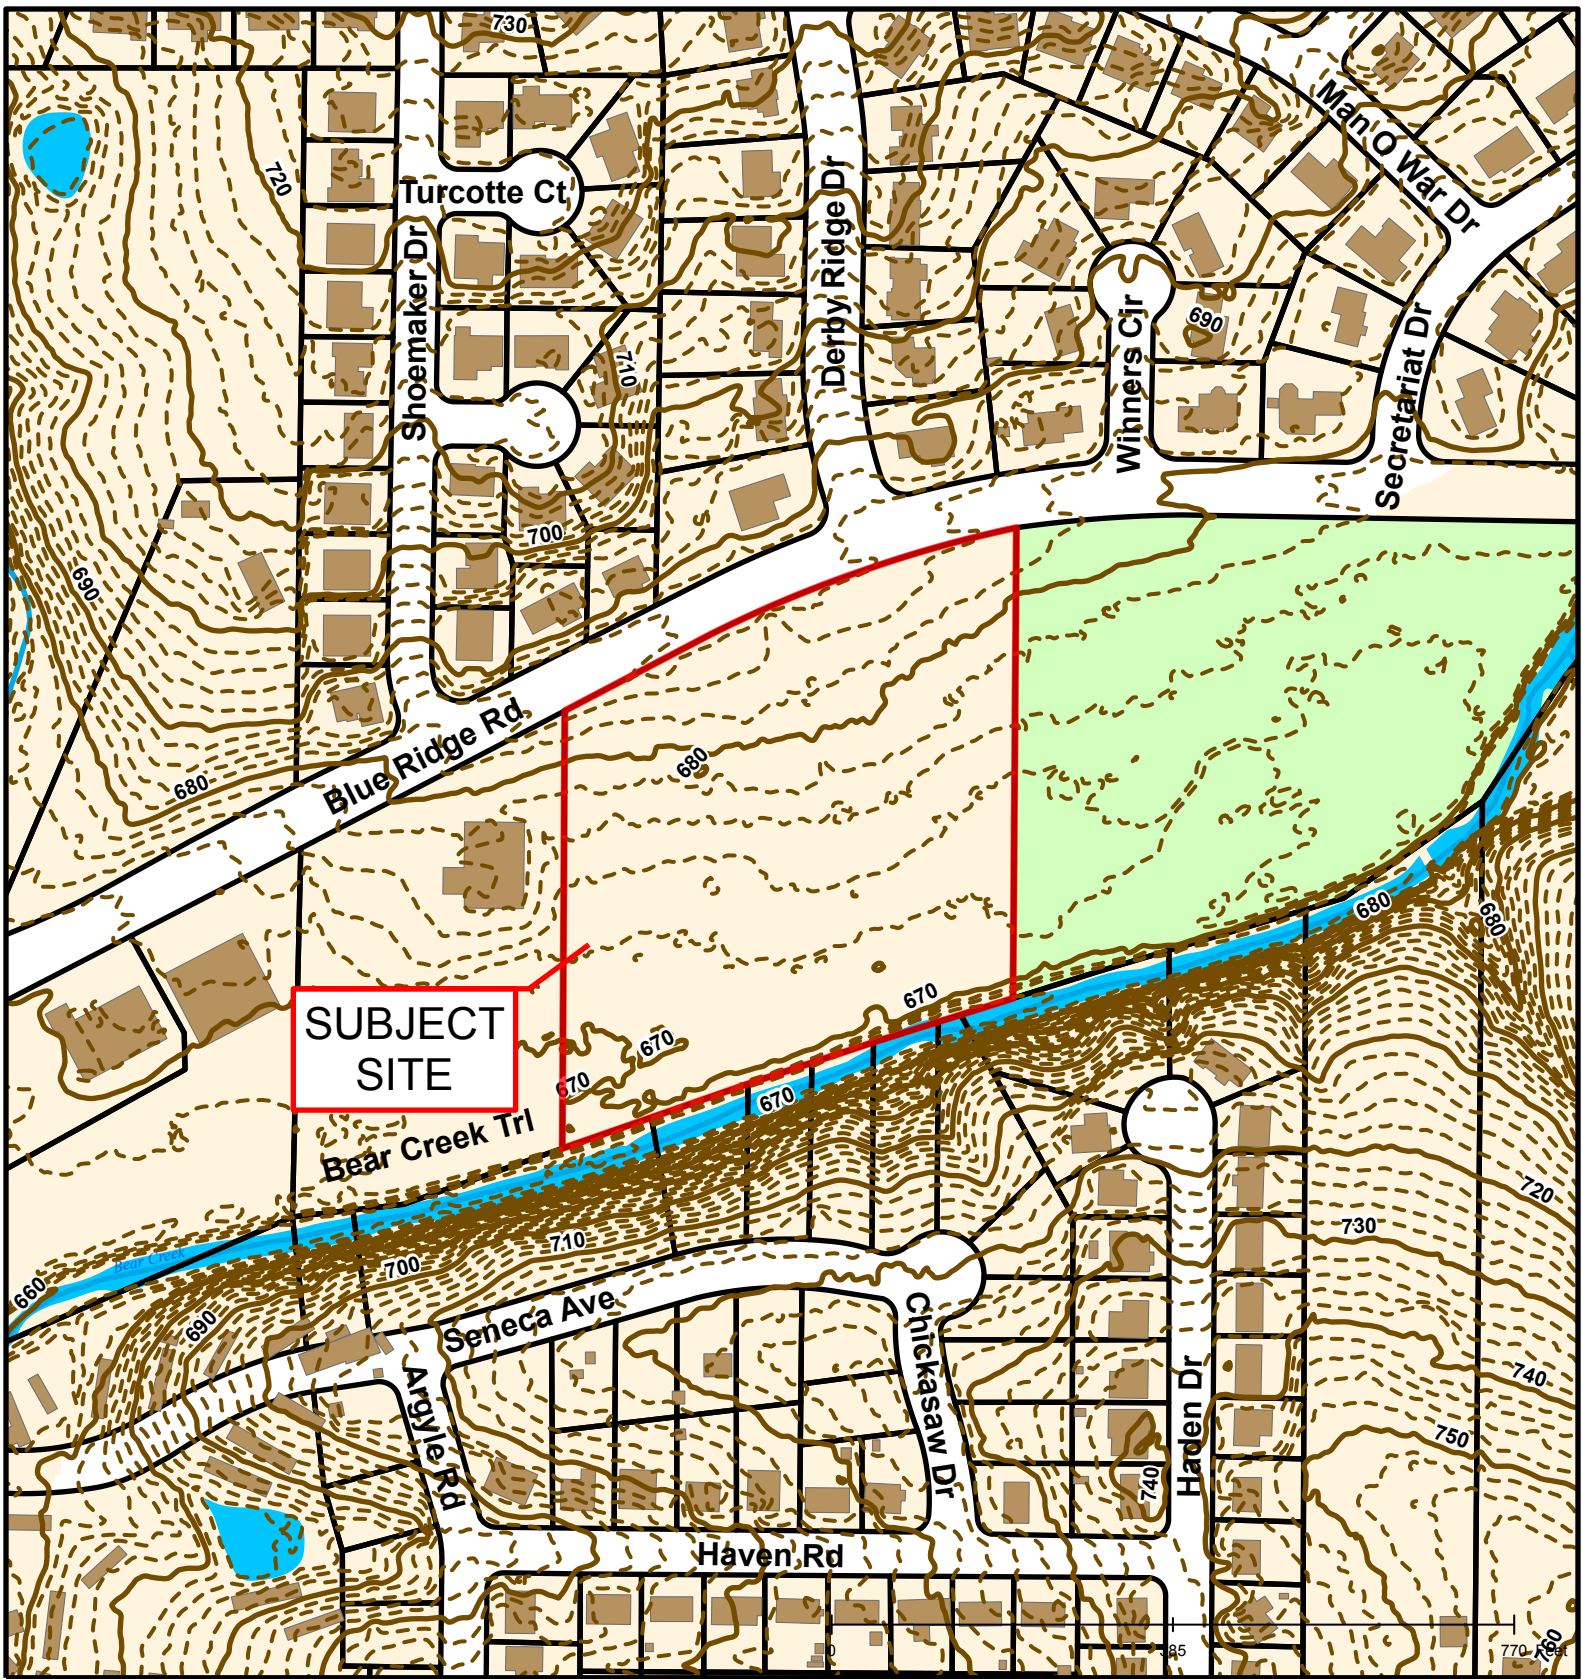 730
Man O War Dr
720
Turcotte Ct
Shoemaker Dr
Derby Ridge Dr
Winners Cir
690
Secretariat Dr
710
700
690
Blue Ridge Rd
680
680
SUBJECT
SITE
670
670
670
670
680
680
Bear Creek Trl
Bear Creek
660
700
710
690
720
730
740
750
Seneca Ave
Argyle Rd
Chickasaw Dr
Haden Dr
740
Haven Rd
0
385
770 Feet
760